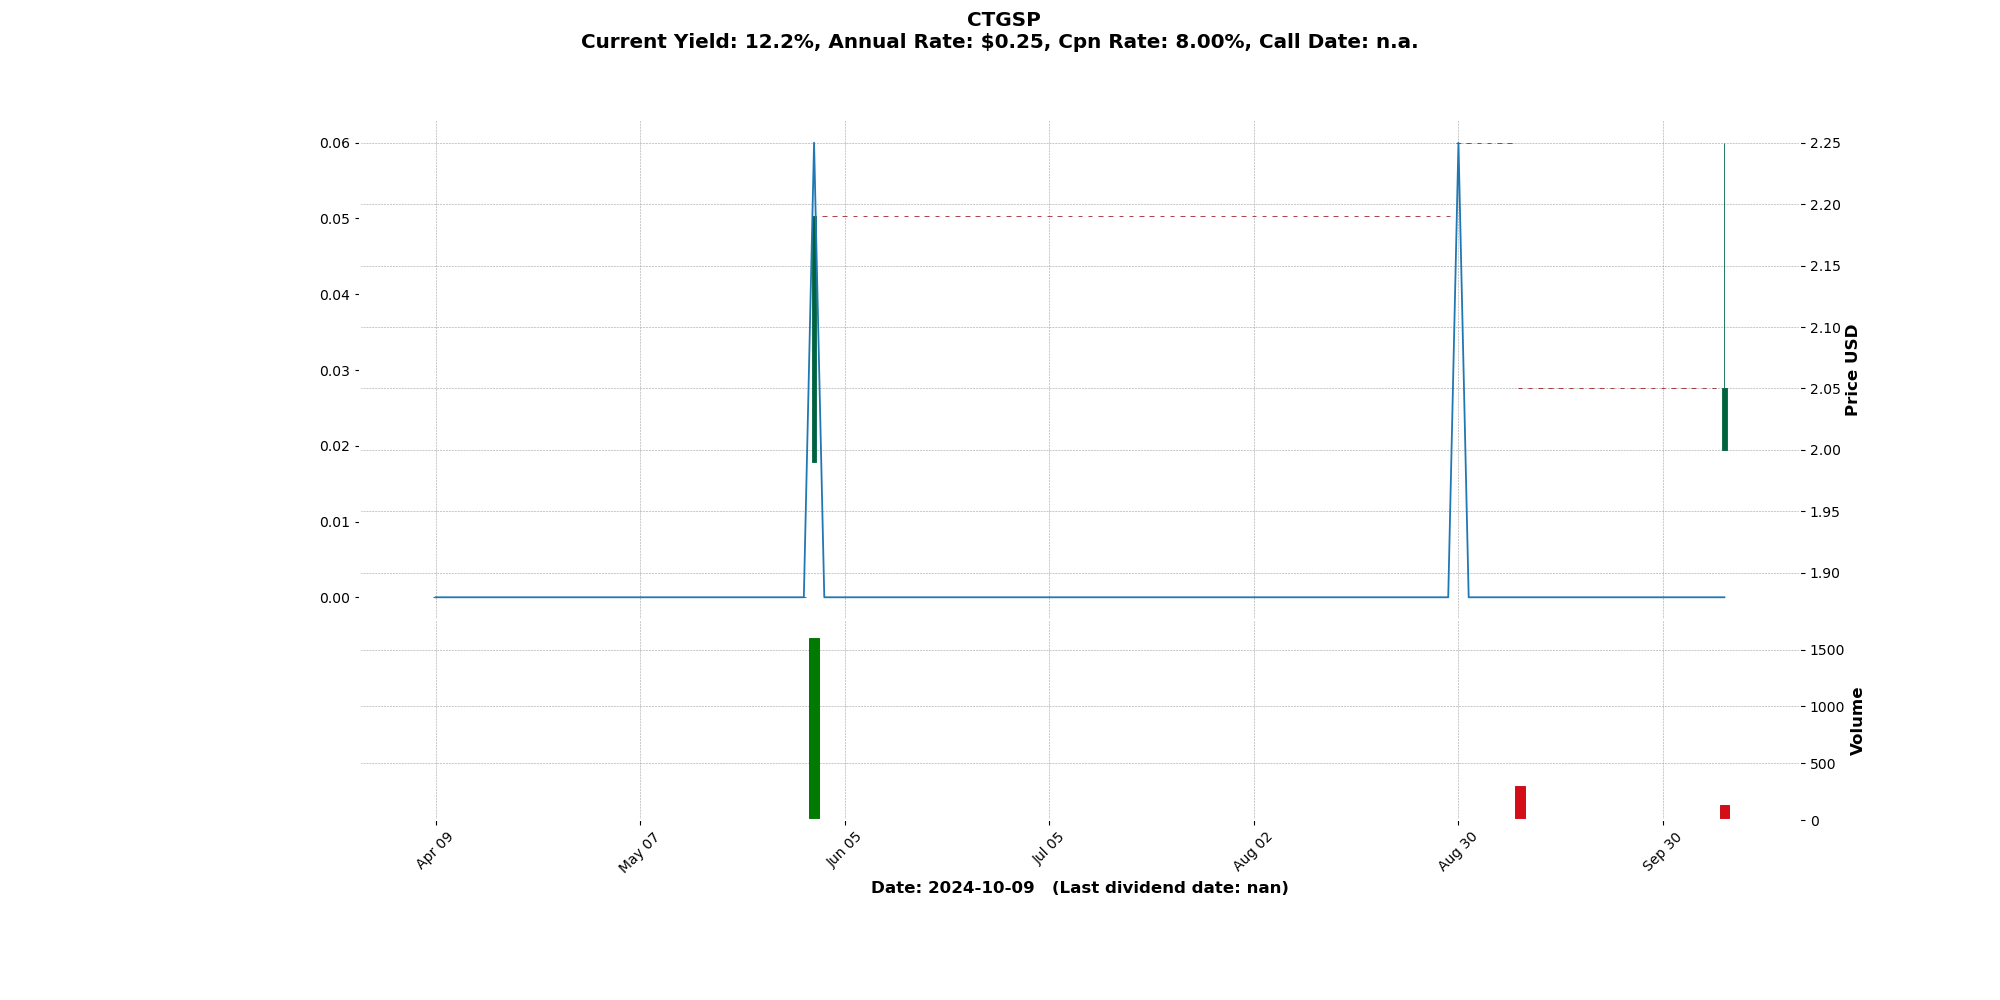 CTGSP
Current Yield: 12.2%, Annual Rate: $0.25, Cpn Rate: 8.00%, Call Date: n.a.
0.06
0.05
0.04
0.03
0.02
0.01
0.00
2.25
2.20
2.15
2.10
2.05
2.00
1.95
1.90
Price USD
1500
1000
500
0
Volume
Apr 09
May 07
Jun 05
Jul 05
Aug 02
Aug 30
Sep 30
Date: 2024-10-09   (Last dividend date: nan)